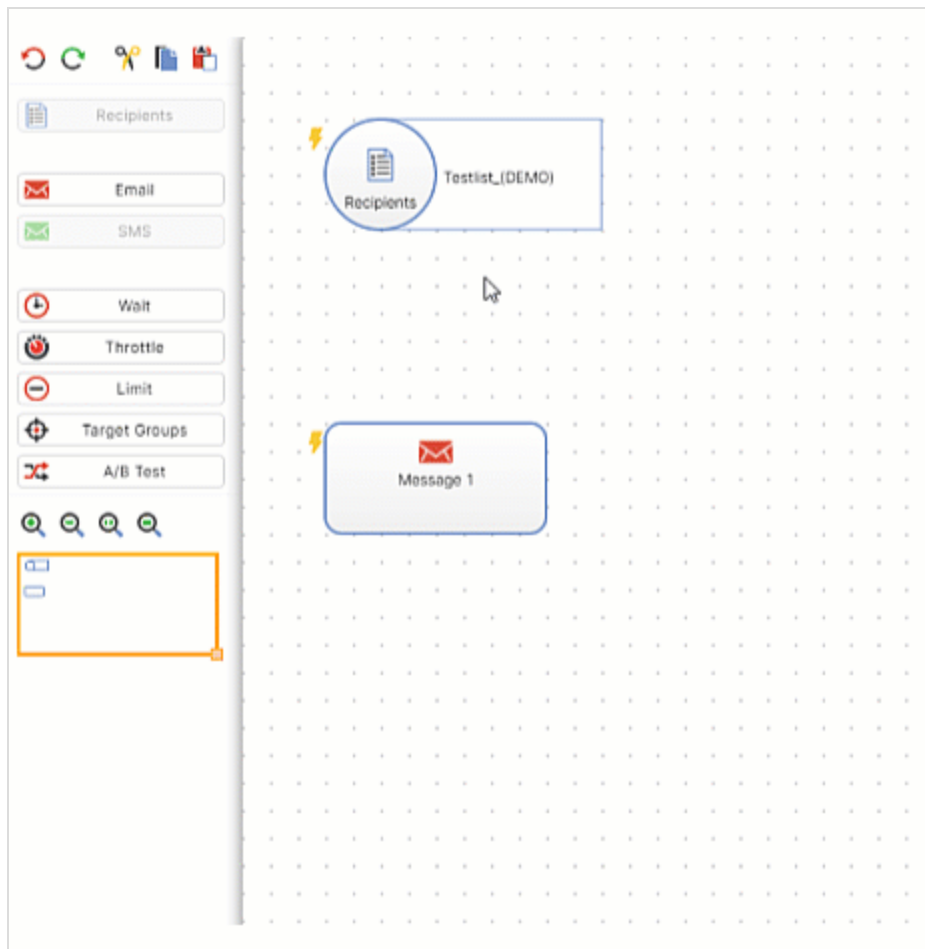 Recipients
Email
SMS
Wait
Throttle
Limit
Target Groups
A/B Test
Testlist_(DEMO)
Recipients
Message 1